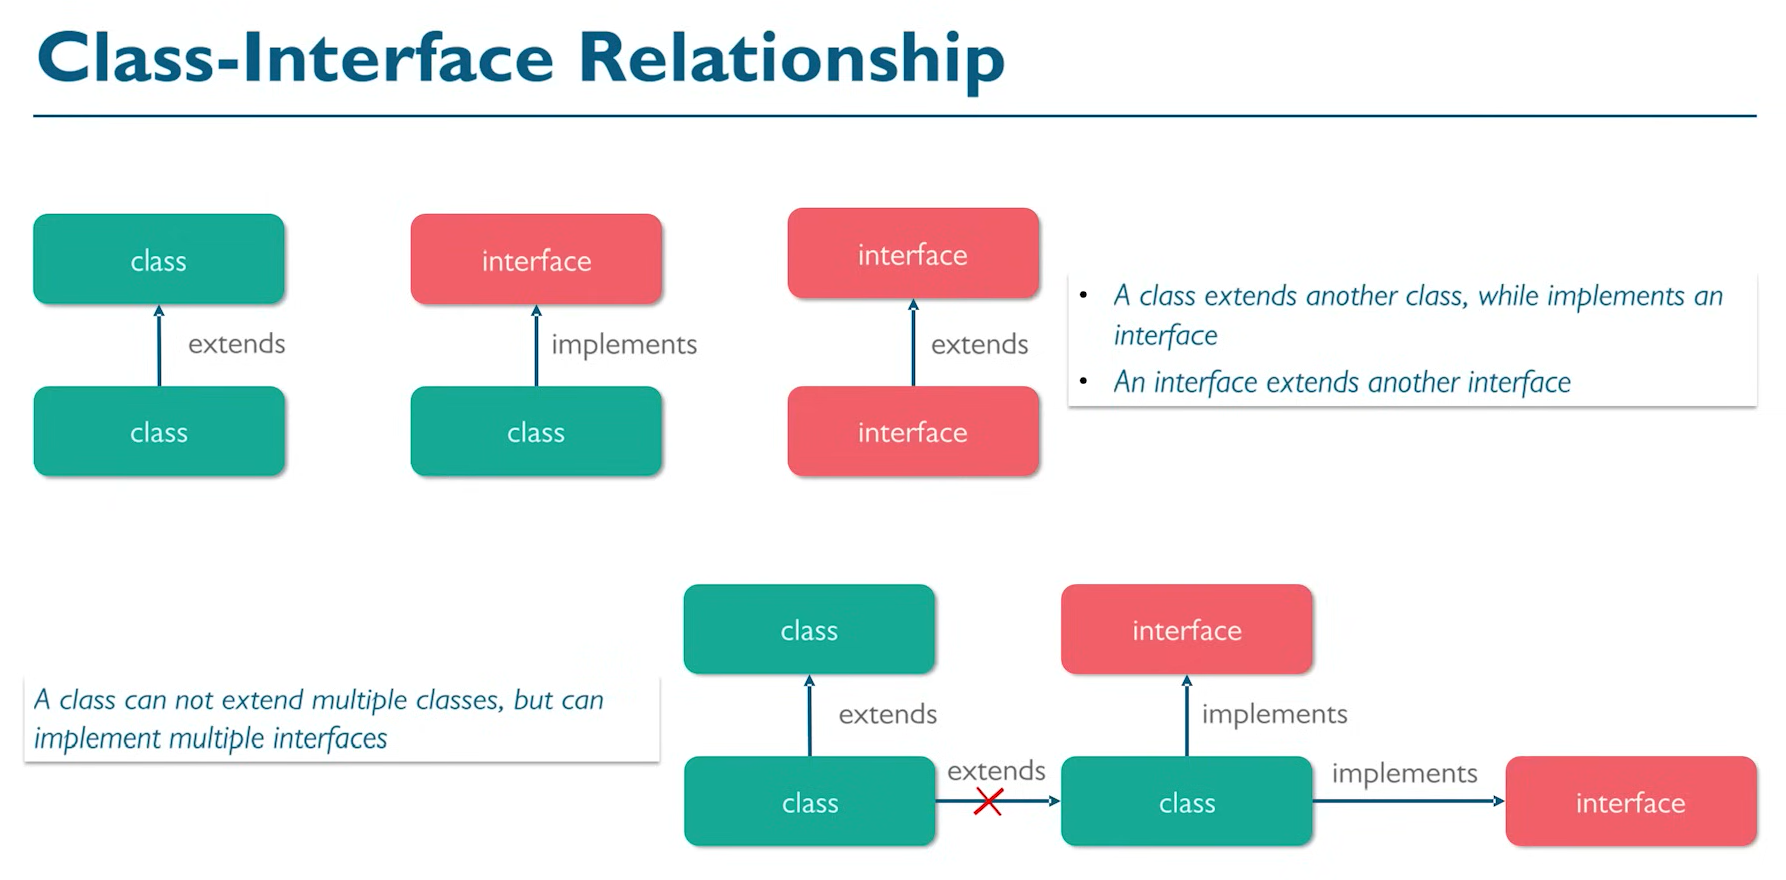 Class-Interface Relationship
class
interface
interface
extends
implements
extends
class
class
interface
• A class extends another class, while implements an
interface
• An interface extends another interface
A class can not extend multiple classes, but can
implement multiple interfaces
class
interface
extends
implements
extends
implements
class
class
interface